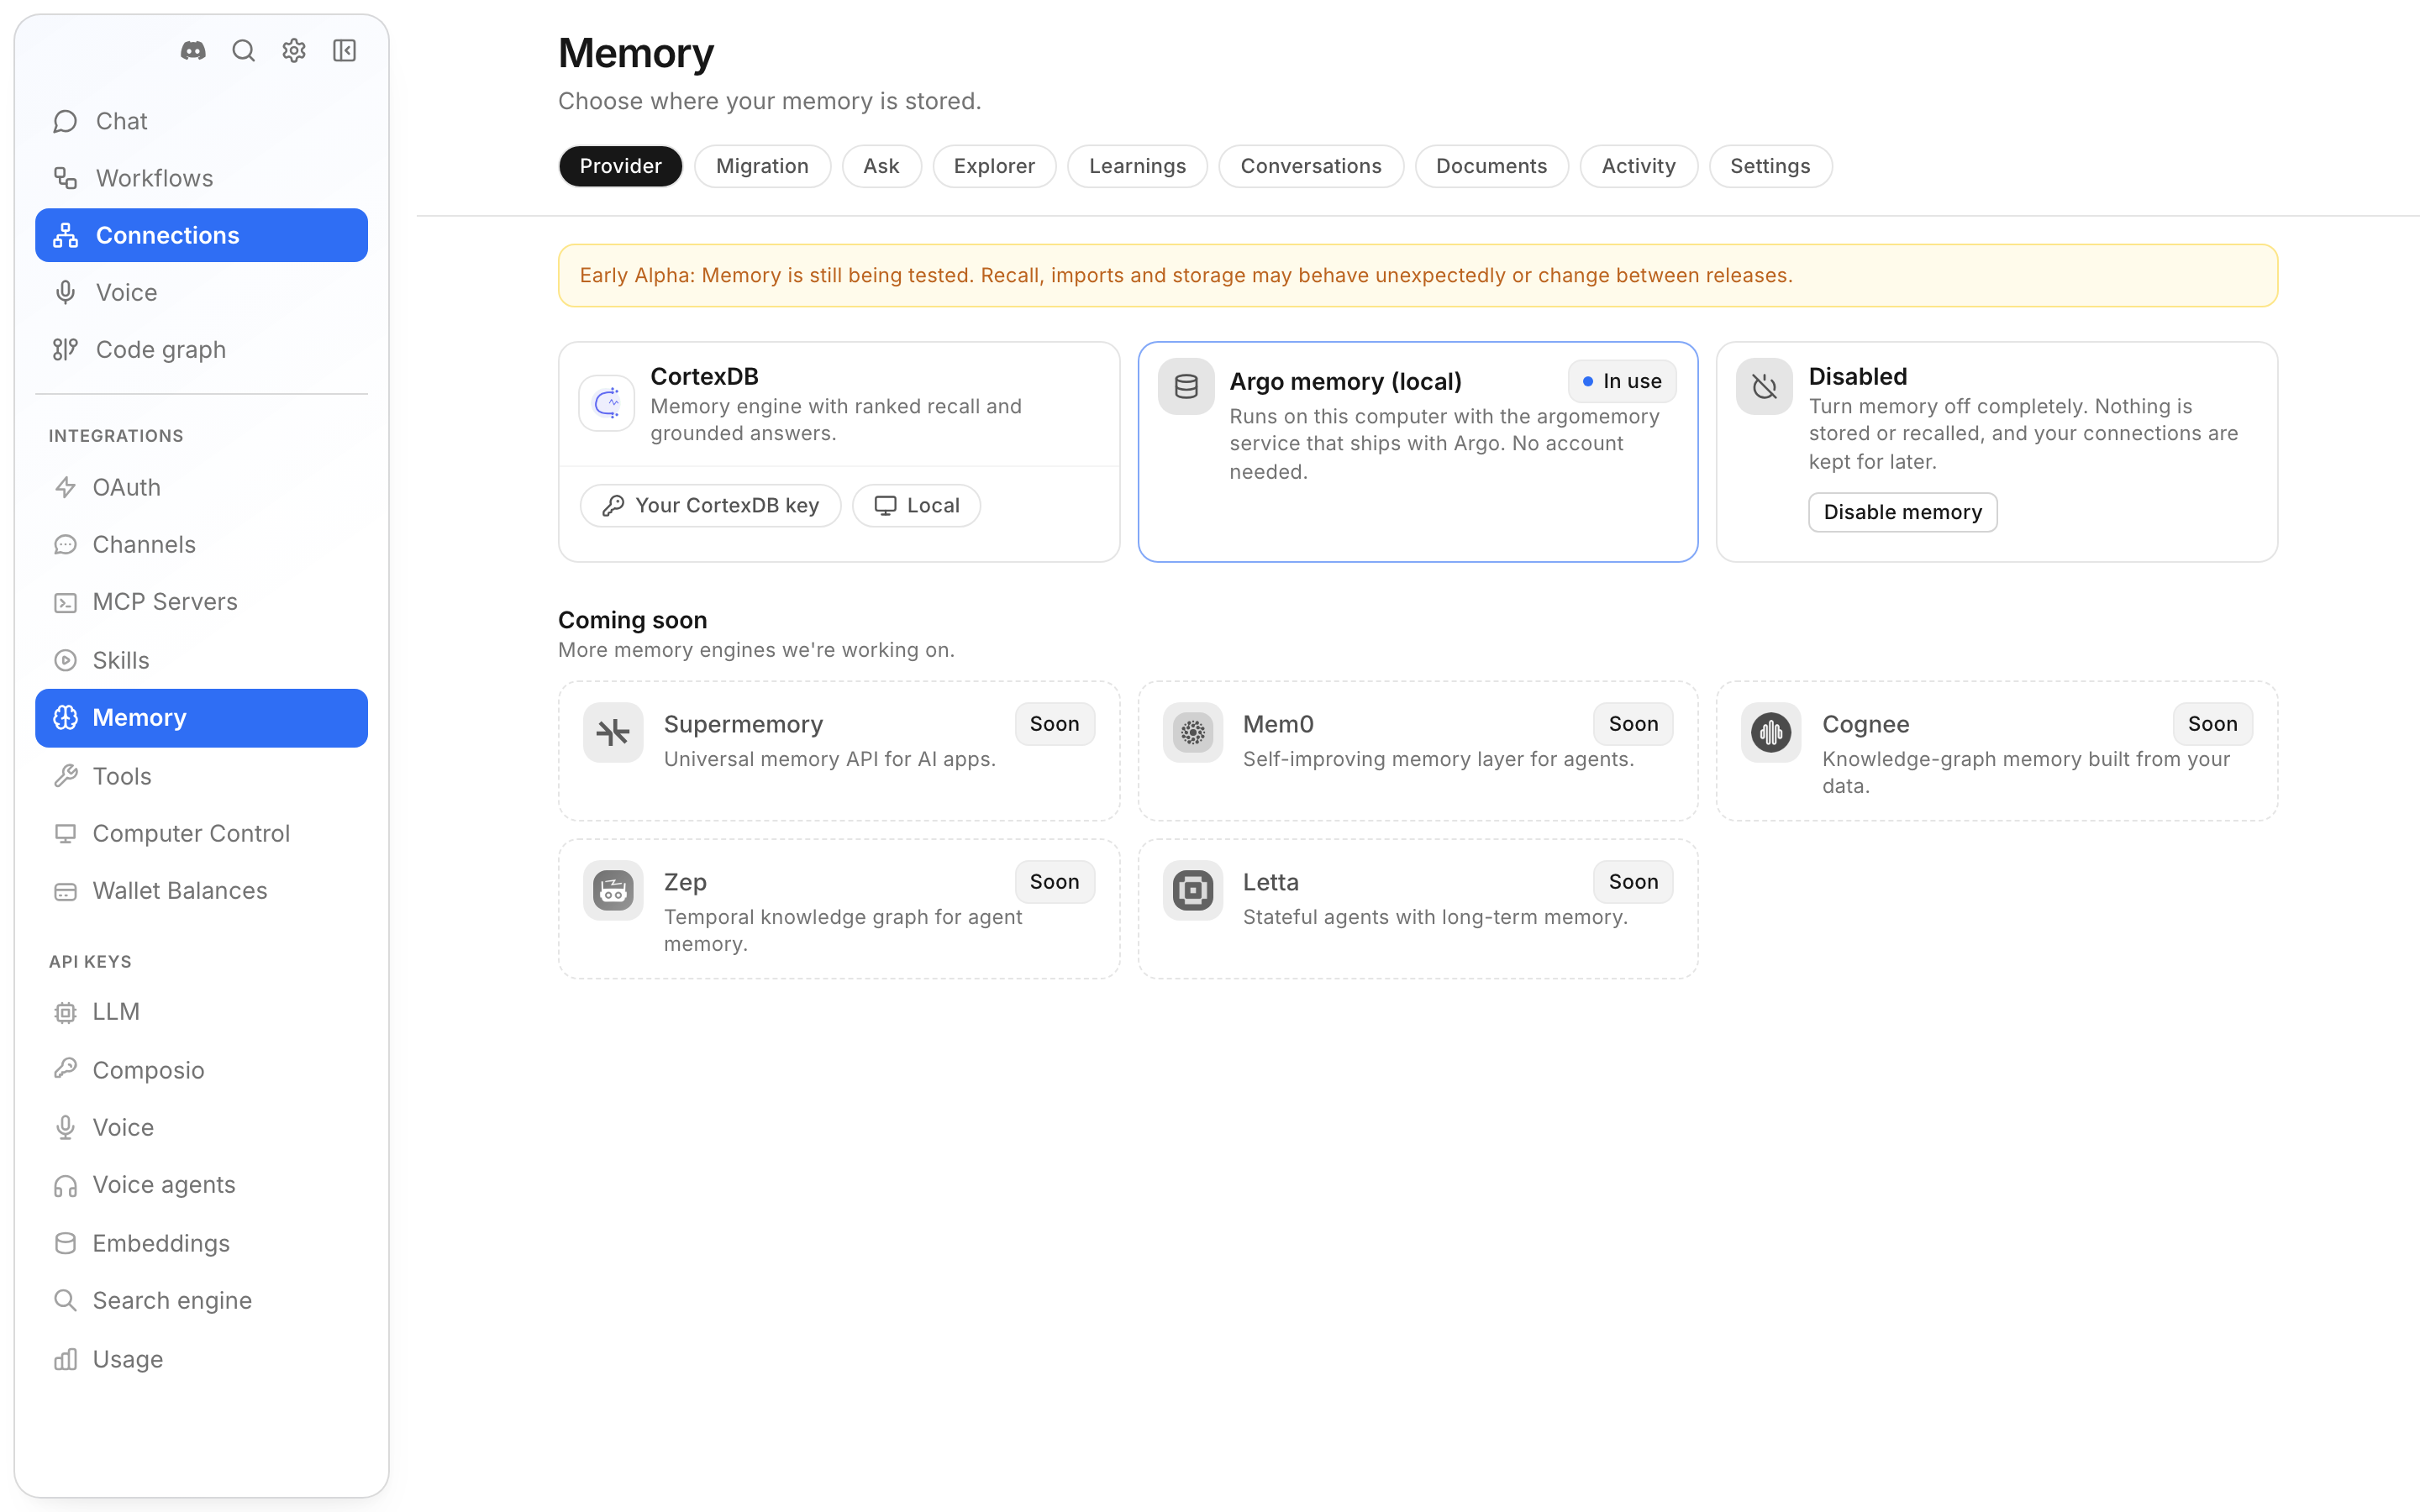 Chat
Workflows
Connections
Voice
Code graph
INTEGRATIONS
OAuth
Channels
MCP Servers
Skills
Memory
Tools
Computer Control
Wallet Balances
API KEYS
LLM
Composio
Voice
Voice agents
Embeddings
Search engine
Usage
Memory
Choose where your memory is stored.
Provider Migration Ask Explorer Learnings Conversations Documents Activity Settings
Early Alpha: Memory is still being tested. Recall, imports and storage may behave unexpectedly or change between releases.
CortexDB
Memory engine with ranked recall and
grounded answers.
Your CortexDB key Local
Argo memory (local) In use
Runs on this computer with the argomemory
service that ships with Argo. No account
needed.
Disabled
Turn memory off completely. Nothing is
stored or recalled, and your connections are
kept for later.
Disable memory
Coming soon
More memory engines we're working on.
Supermemory Soon
Universal memory API for AI apps.
Mem0 Soon
Self-improving memory layer for agents.
Cognee Soon
Knowledge-graph memory built from your
data.
Zep Soon
Temporal knowledge graph for agent
memory.
Letta Soon
Stateful agents with long-term memory.